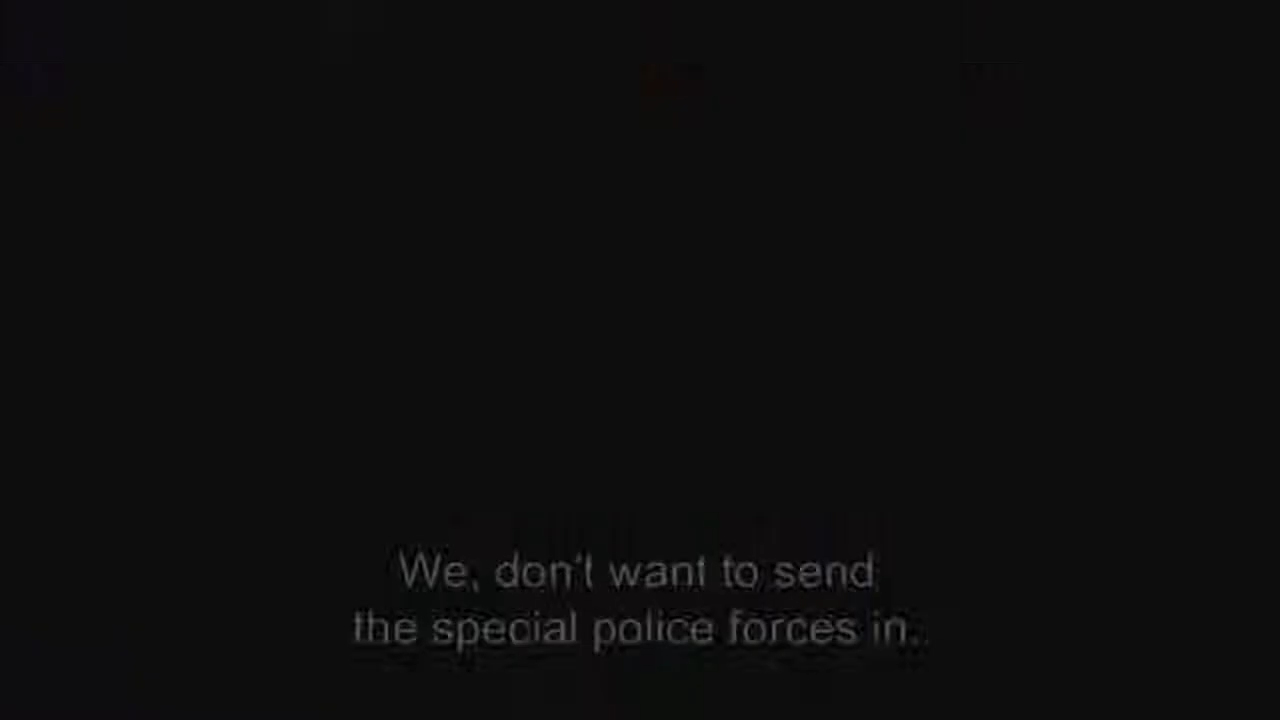 We, don't want to send
the special police forces in.